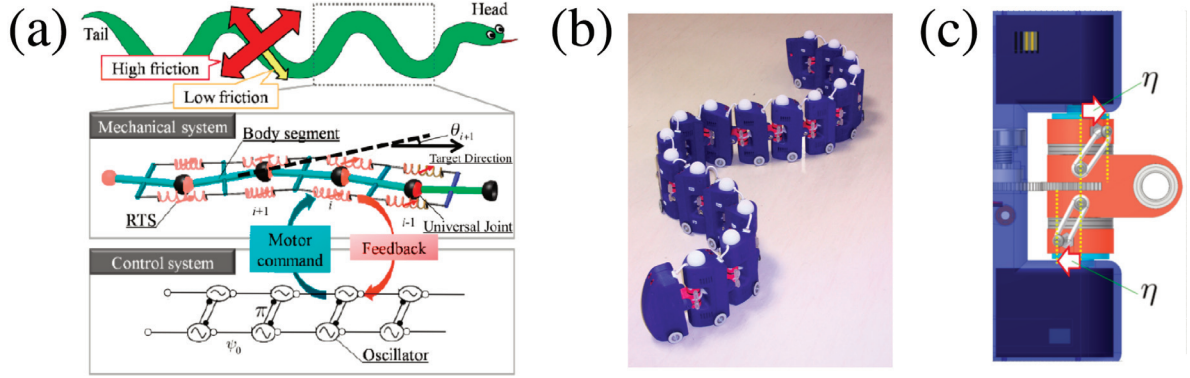 (a)
Tail
Head
High friction
Low friction
Mechanical system
Body segment
θi+1
Target Direction
RTS
i+1
i
i-1
Universal Joint
Motor
command
Feedback
Control system
π
ψ0
Oscillator
(b)
(c)
η
η